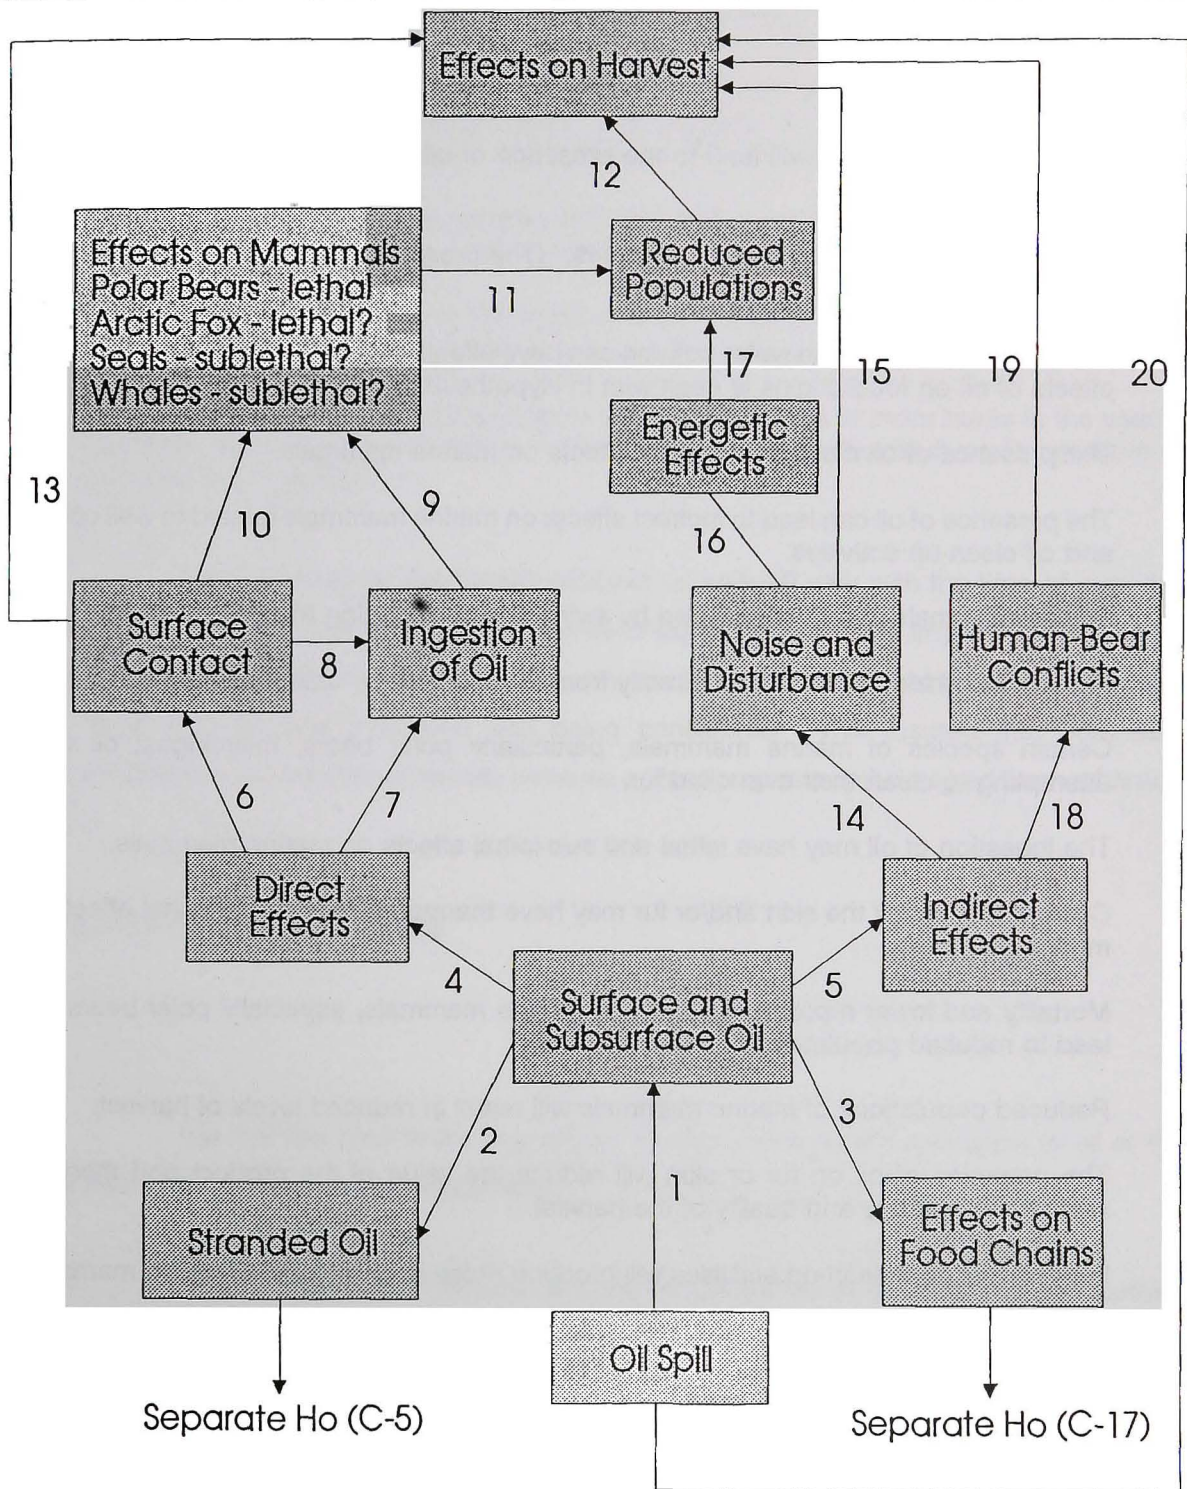 Effects on Harvest
12
Effects on Mammals
Polar Bears - lethal
Arctic Fox - lethal?
Seals - sublethal?
Whales - sublethal?
11
Reduced
Populations
17
15
19
20
Energetic
Effects
13
10
9
16
Surface
Contact
8
Ingestion
of Oil
Noise and
Disturbance
Human-Bear
Conflicts
6
7
14
18
Direct
Effects
Indirect
Effects
4
5
Surface and
Subsurface Oil
2
1
3
Stranded Oil
Effects on
Food Chains
Oil Spill
Separate Ho (C-5)
Separate Ho (C-17)